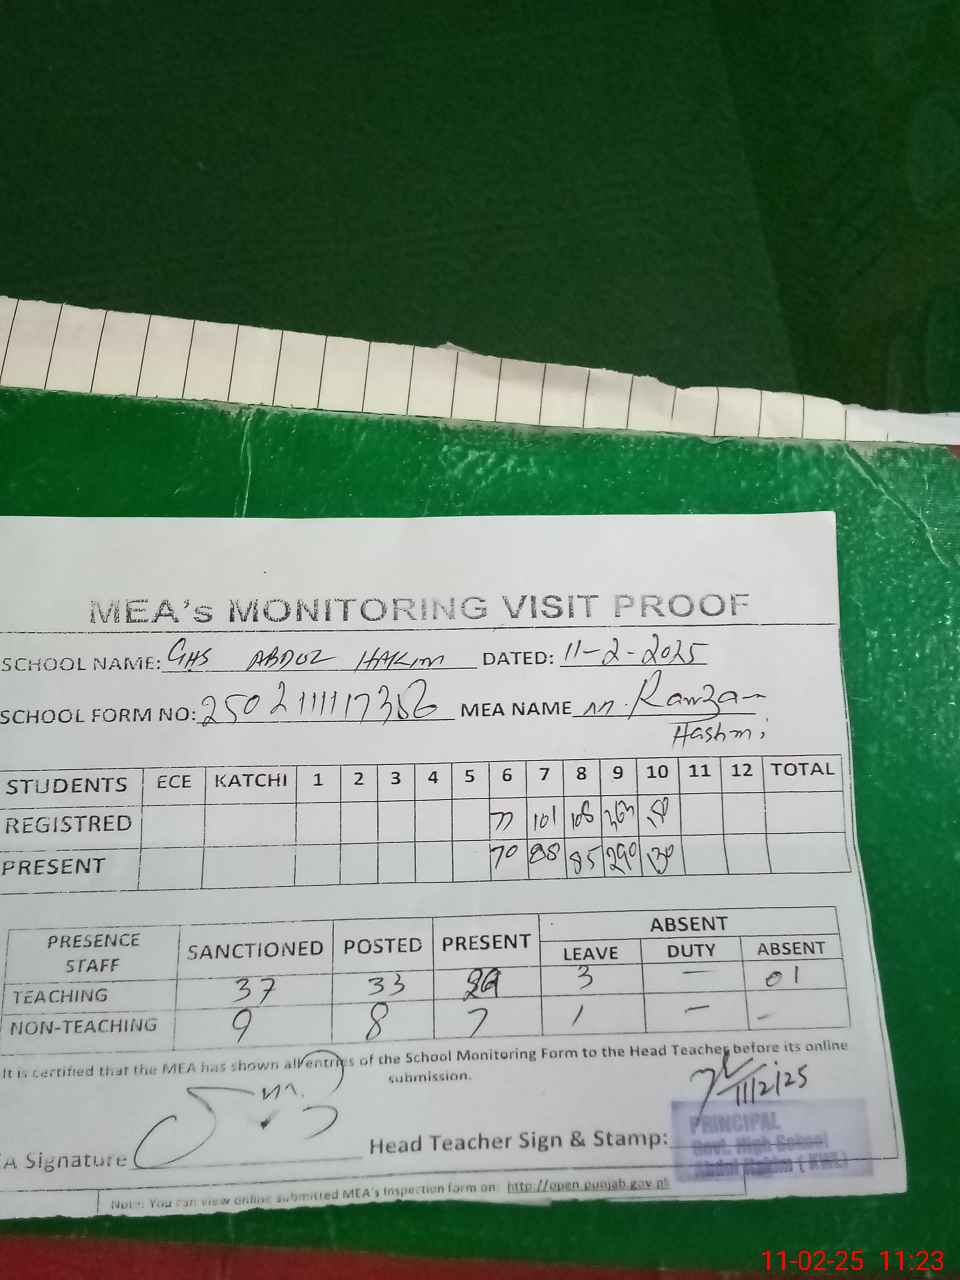 MEA's MONITORING VISIT PROOF
SCHOOL NAME: GHS ABDUL HAKIM DATED: 11-2-2025
SCHOOL FORM NO: MEA NAME M. Ramzan
Hashmi
STUDENTS ECE KATCHI 1 2 3 4 5 6 7 8 9 10 11 12 TOTAL
REGISTRED 77 101 108
PRESENT 70 88 85 290 130
PRESENCE STAFF SANCTIONED POSTED PRESENT ABSENT
LEAVE DUTY ABSENT
TEACHING 37 33 29 3 — 01
NON-TEACHING 9 8 7 1 - -
It is certified that the MEA has shown all entries of the School Monitoring Form to the Head Teacher before its online
submission.
11/2/25
A Signature Head Teacher Sign & Stamp:
PRINCIPAL
Govt. High School
Abdul Hakim (KWL)
Note: You can view online submitted MEA's Inspection form on: http://open.punjab.gov.pk
11-02-25 11:23